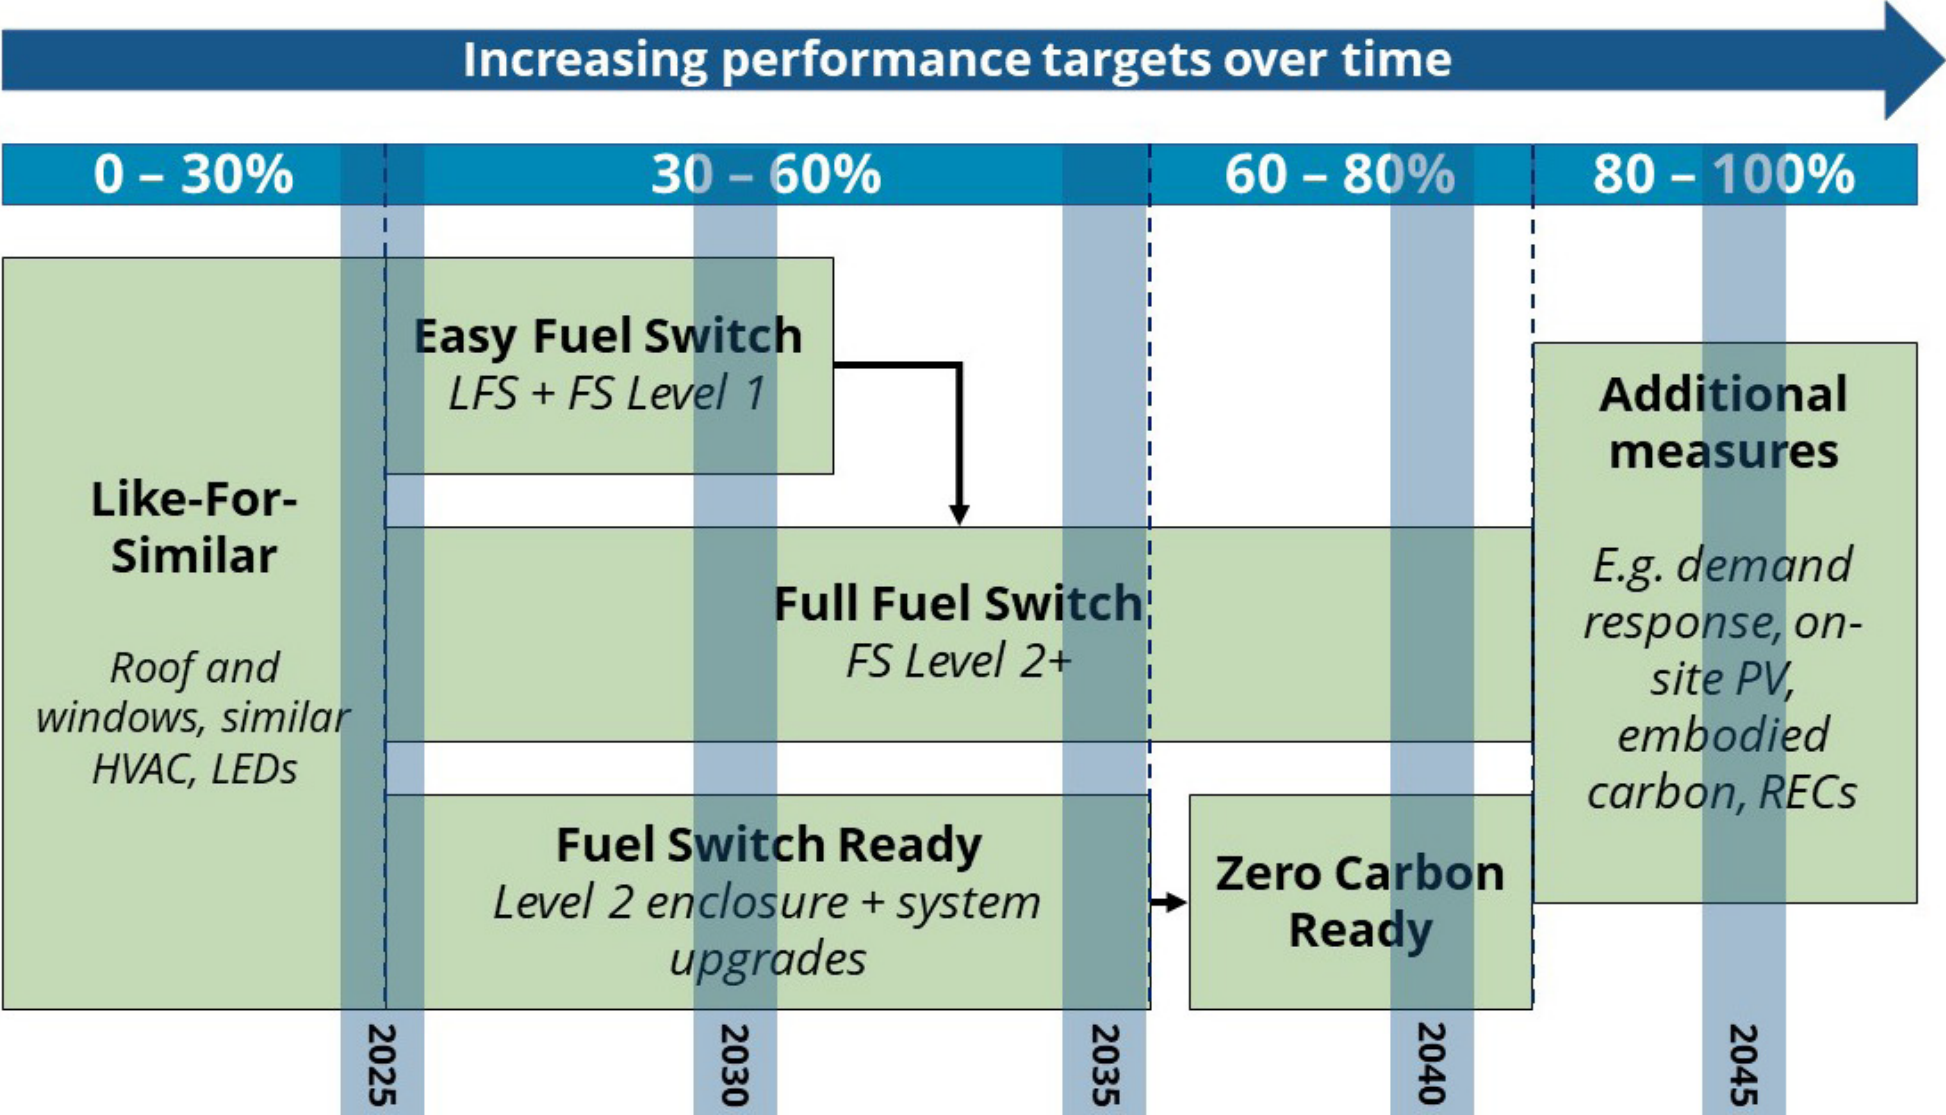 Increasing performance targets over time
0 – 30%
30 – 60%
60 – 80%
80 – 100%
Like-For-
Similar
Roof and
windows, similar
HVAC, LEDs
Easy Fuel Switch
LFS + FS Level 1
Full Fuel Switch
FS Level 2+
Fuel Switch Ready
Level 2 enclosure + system
upgrades
Zero Carbon
Ready
Additional
measures
E.g. demand
response, on-
site PV,
embodied
carbon, RECs
2025
2030
2035
2040
2045